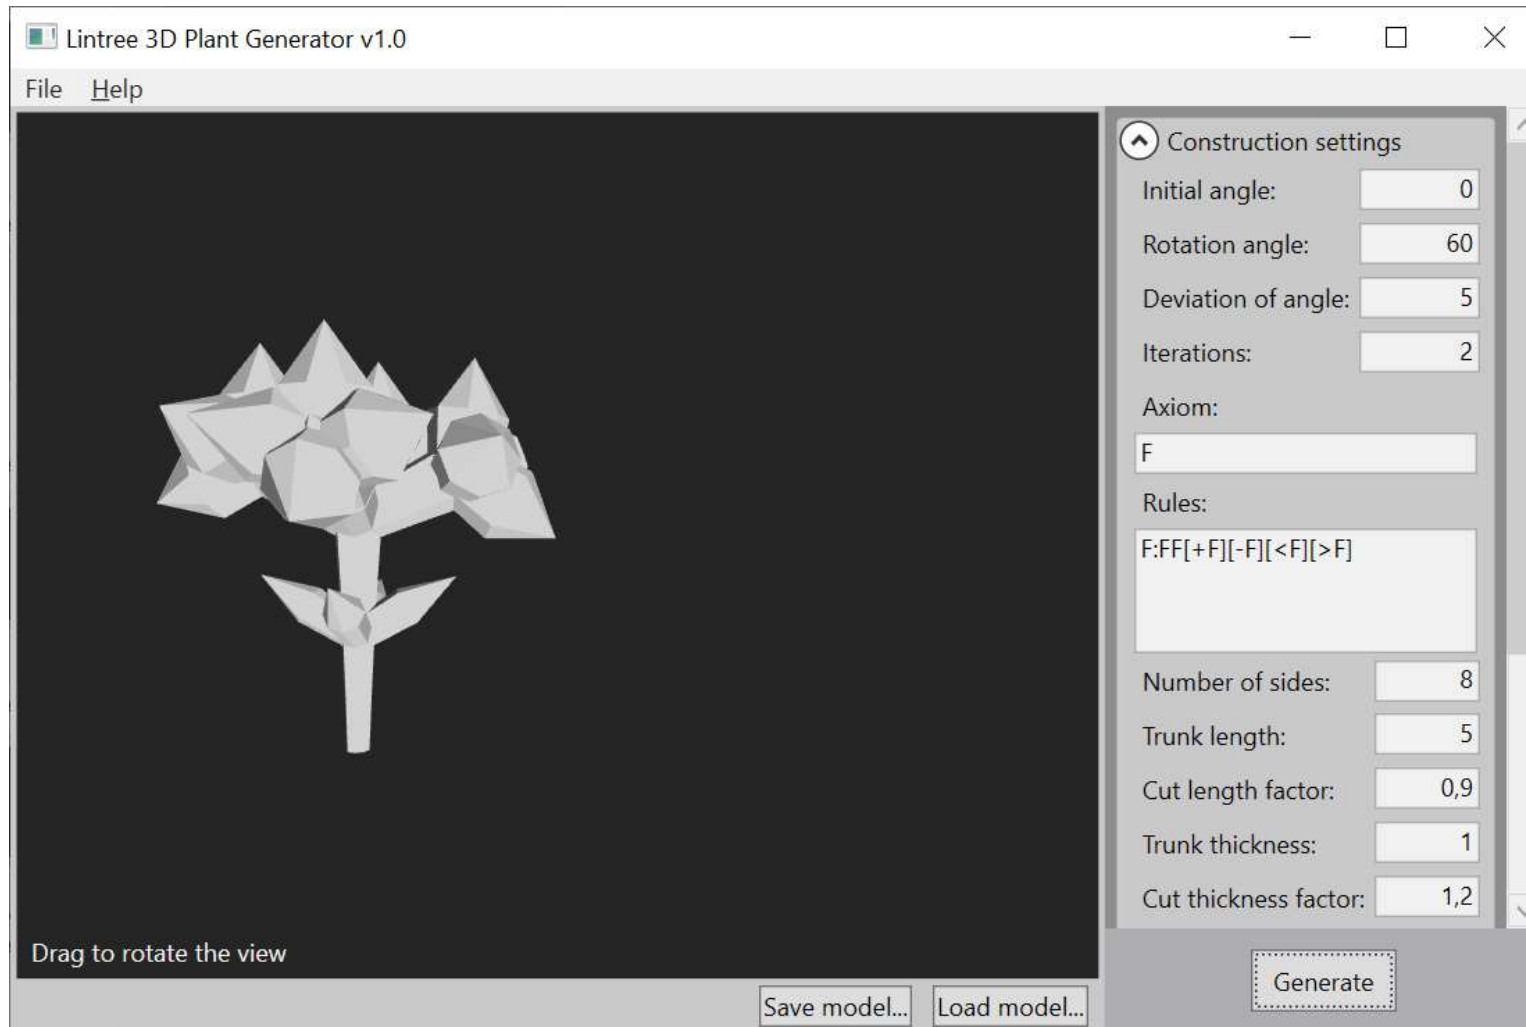 Lintree 3D Plant Generator v1.0
File Help
Construction settings
Initial angle: 0
Rotation angle: 60
Deviation of angle: 5
Iterations: 2
Axiom:
F
Rules:
F:FF[+F][-F][<F][>F]
Number of sides: 8
Trunk length: 5
Cut length factor: 0,9
Trunk thickness: 1
Cut thickness factor: 1,2
Drag to rotate the view
Generate
Save model... Load model...